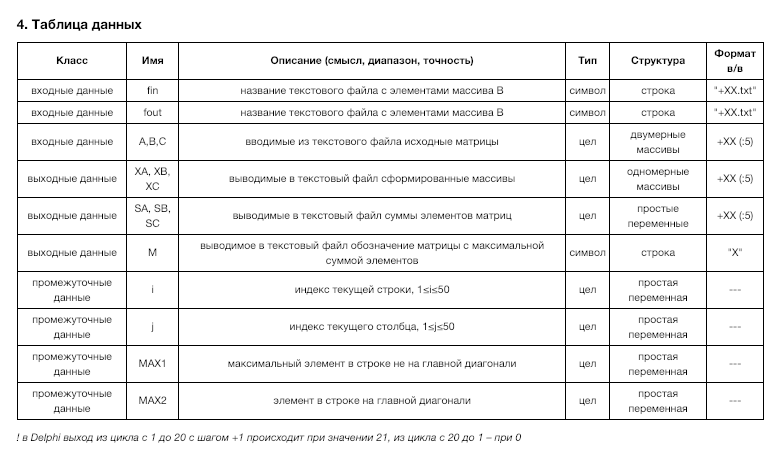 4. Таблица данных
Класс Имя Описание (смысл, диапазон, точность) Тип Структура Формат в/в
входные данные fin название текстового файла с элементами массива В символ строка "+XX.txt"
входные данные fout название текстового файла с элементами массива В символ строка "+XX.txt"
входные данные A,B,C вводимые из текстового файла исходные матрицы цел двумерные массивы +XX (:5)
выходные данные XA, XB, XC выводимые в текстовый файл сформированные массивы цел одномерные массивы +XX (:5)
выходные данные SA, SB, SC выводимые в текстовый файл суммы элементов матриц цел простые переменные +XX (:5)
выходные данные M выводимое в текстовый файл обозначение матрицы с максимальной суммой элементов символ строка "X"
промежуточные данные i индекс текущей строки, 1≤i≤50 цел простая переменная ---
промежуточные данные j индекс текущего столбца, 1≤j≤50 цел простая переменная ---
промежуточные данные MAX1 максимальный элемент в строке не на главной диагонали цел простая переменная ---
промежуточные данные MAX2 элемент в строке на главной диагонали цел простая переменная ---
! в Delphi выход из цикла с 1 до 20 с шагом +1 происходит при значении 21, из цикла с 20 до 1 – при 0